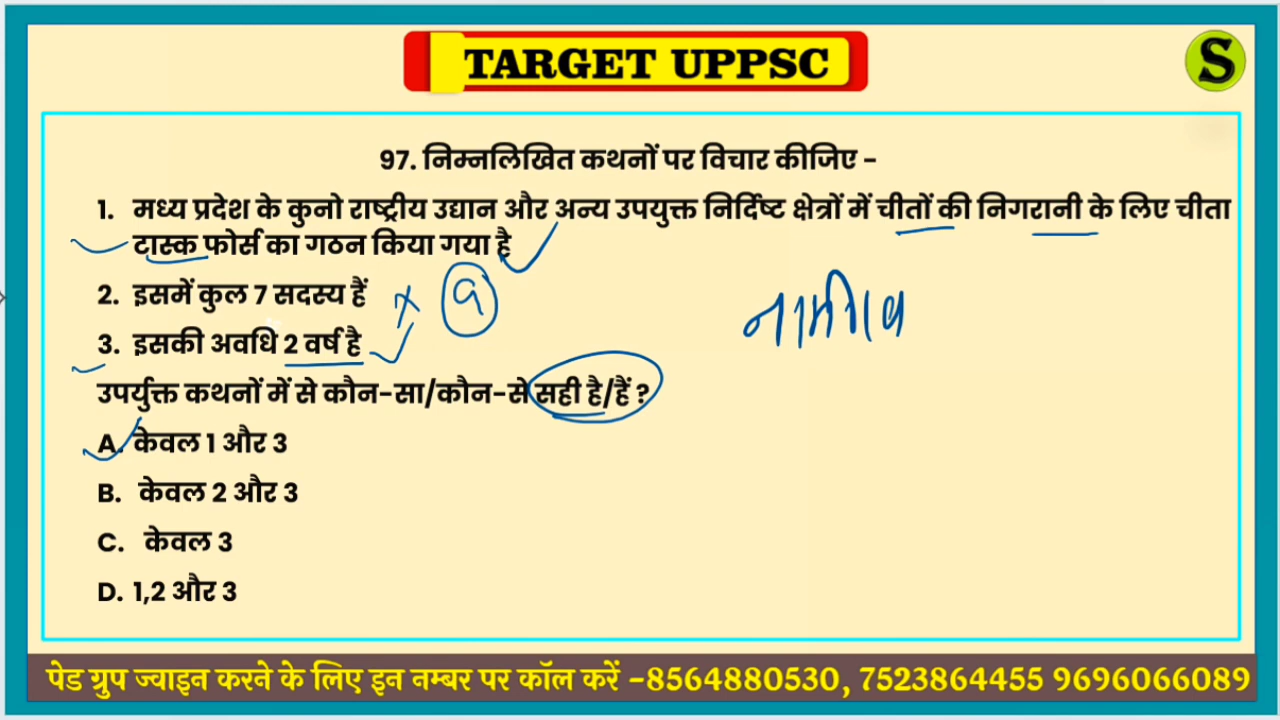 TARGET UPPSC
S
97. निम्नलिखित कथनों पर विचार कीजिए -
1. मध्य प्रदेश के कुनो राष्ट्रीय उद्यान और अन्य उपयुक्त निर्दिष्ट क्षेत्रों में चीतों की निगरानी के लिए चीता
टास्क फोर्स का गठन किया गया है
2. इसमें कुल 7 सदस्य हैं × 9
3. इसकी अवधि 2 वर्ष है
उपर्युक्त कथनों में से कौन-सा/कौन-से सही है/हैं ?
A. केवल 1 और 3
B. केवल 2 और 3
C. केवल 3
D. 1,2 और 3
पेड ग्रुप ज्वाइन करने के लिए इन नम्बर पर कॉल करें -8564880530, 7523864455 9696066089